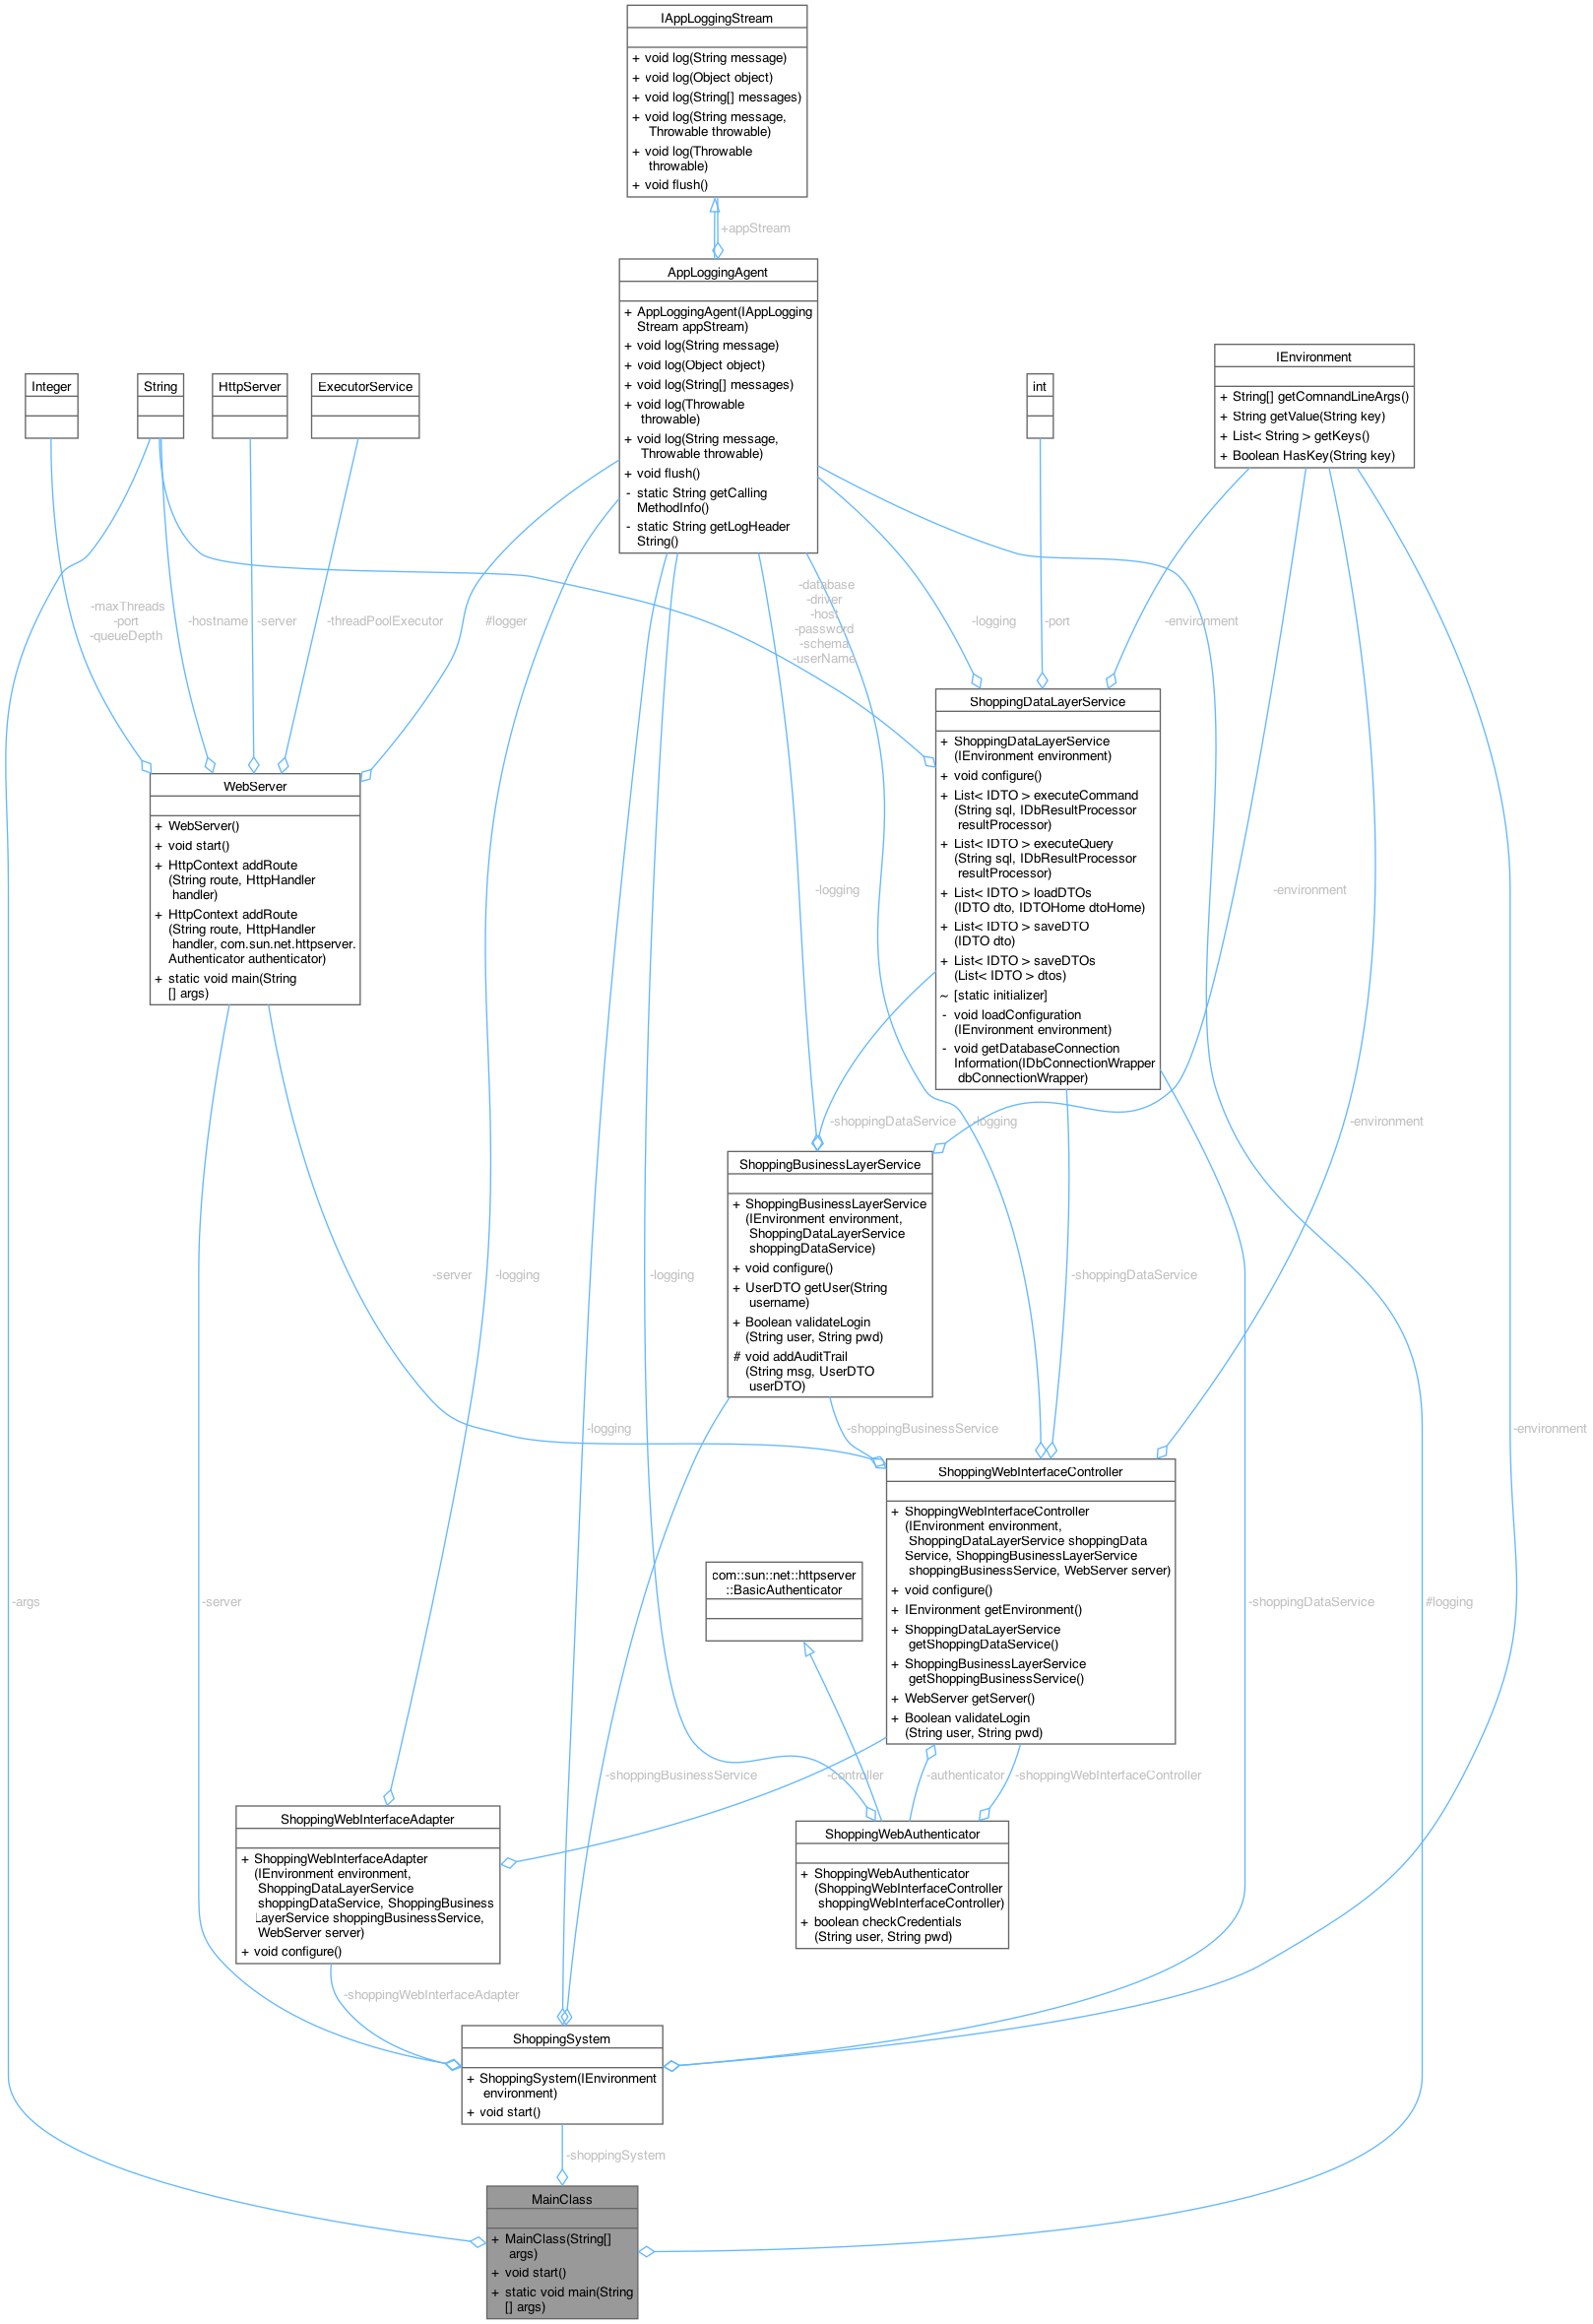 IAppLoggingStream
+ void log(String message)
+ void log(Object object)
+ void log(String[] messages)
+ void log(String message,
Throwable throwable)
+ void log(Throwable
throwable)
+ void flush()
+appStream
AppLoggingAgent
+ AppLoggingAgent(IAppLogging
Stream appStream)
+ void log(String message)
+ void log(Object object)
+ void log(String[] messages)
+ void log(Throwable
throwable)
+ void log(String message,
Throwable throwable)
+ void flush()
- static String getCalling
MethodInfo()
- static String getLogHeader
String()
IEnvironment
+ String[] getCommandLineArgs()
+ String getValue(String key)
+ List< String > getKeys()
+ Boolean HasKey(String key)
Integer
String
HttpServer
ExecutorService
int
-maxThreads
-port
-queueDepth
-hostname
-server
-threadPoolExecutor
#logger
-database
-driver
-host
-password
-schema
-userName
-logging
-port
-environment
WebServer
+ WebServer()
+ void start()
+ HttpContext addRoute
(String route, HttpHandler
handler)
+ HttpContext addRoute
(String route, HttpHandler
handler, com.sun.net.httpserver.
Authenticator authenticator)
+ static void main(String
[] args)
ShoppingDataLayerService
+ ShoppingDataLayerService
(IEnvironment environment)
+ void configure()
+ List< IDTO > executeCommand
(String sql, IDbResultProcessor
resultProcessor)
+ List< IDTO > executeQuery
(String sql, IDbResultProcessor
resultProcessor)
+ List< IDTO > loadDTOs
(IDTO dto, IDTOHome dtoHome)
+ List< IDTO > saveDTO
(IDTO dto)
+ List< IDTO > saveDTOs
(List< IDTO > dtos)
~ [static initializer]
- void loadConfiguration
(IEnvironment environment)
- void getDatabaseConnection
Information(IDbConnectionWrapper
dbConnectionWrapper)
-logging
-environment
-shoppingDataService
-logging
-environment
ShoppingBusinessLayerService
+ ShoppingBusinessLayerService
(IEnvironment environment,
ShoppingDataLayerService
shoppingDataService)
+ void configure()
+ UserDTO getUser(String
username)
+ Boolean validateLogin
(String user, String pwd)
# void addAuditTrail
(String msg, UserDTO
userDTO)
-server
-logging
-logging
-shoppingDataService
-logging
-shoppingBusinessService
-environment
ShoppingWebInterfaceController
+ ShoppingWebInterfaceController
(IEnvironment environment,
ShoppingDataLayerService shoppingData
Service, ShoppingBusinessLayerService
shoppingBusinessService, WebServer server)
+ void configure()
+ IEnvironment getEnvironment()
+ ShoppingDataLayerService
getShoppingDataService()
+ ShoppingBusinessLayerService
getShoppingBusinessService()
+ WebServer getServer()
+ Boolean validateLogin
(String user, String pwd)
com::sun::net::httpserver
::BasicAuthenticator
-args
-server
-shoppingDataService
#logging
-shoppingBusinessService
-controller
-authenticator
-shoppingWebInterfaceController
ShoppingWebInterfaceAdapter
+ ShoppingWebInterfaceAdapter
(IEnvironment environment,
ShoppingDataLayerService
shoppingDataService, ShoppingBusiness
LayerService shoppingBusinessService,
WebServer server)
+ void configure()
ShoppingWebAuthenticator
+ ShoppingWebAuthenticator
(ShoppingWebInterfaceController
shoppingWebInterfaceController)
+ boolean checkCredentials
(String user, String pwd)
-shoppingWebInterfaceAdapter
ShoppingSystem
+ ShoppingSystem(IEnvironment
environment)
+ void start()
-shoppingSystem
MainClass
+ MainClass(String[]
args)
+ void start()
+ static void main(String
[] args)